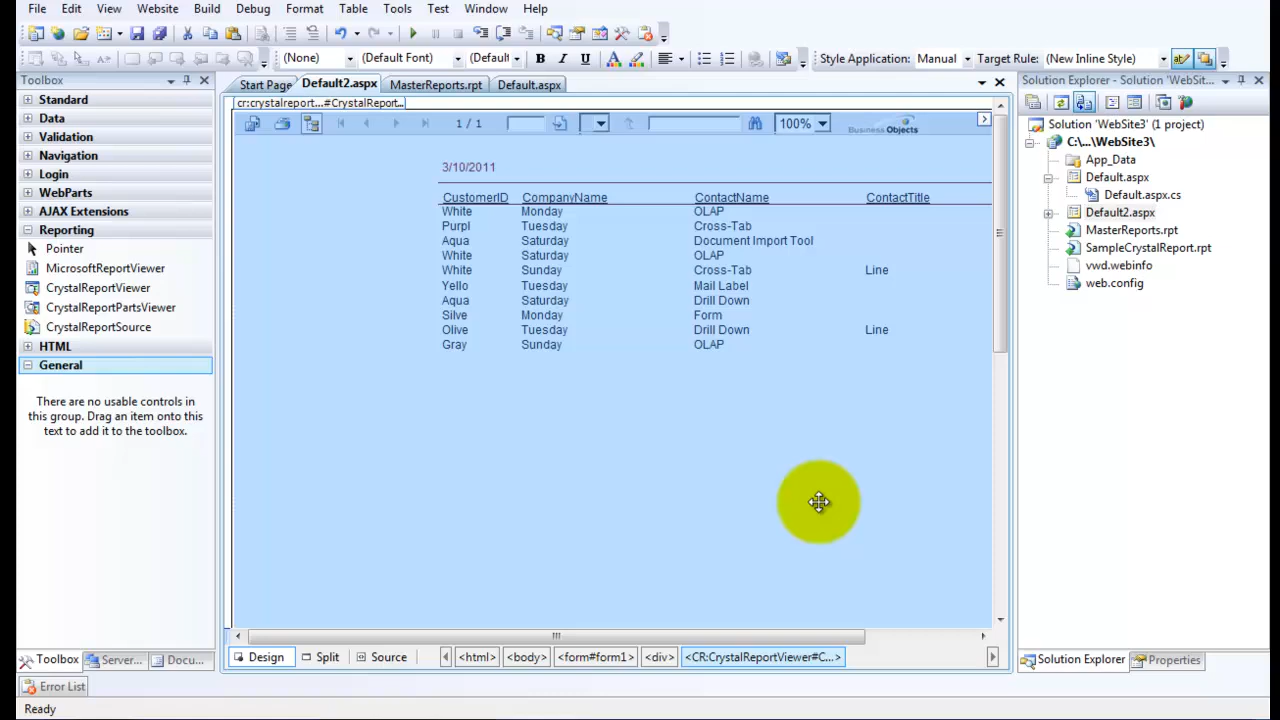 File Edit View Website Build Debug Format Table Tools Test Window Help
(None) (Default Font) (Default B I U A Style Application: Manual Target Rule: (New Inline Style)
Toolbox
Start Page Default2.aspx MasterReports.rpt Default.aspx
Solution Explorer - Solution 'WebSit...
Standard
Data
Validation
Navigation
Login
WebParts
AJAX Extensions
Reporting
Pointer
MicrosoftReportViewer
CrystalReportViewer
CrystalReportPartsViewer
CrystalReportSource
HTML
General
There are no usable controls in
this group. Drag an item onto this
text to add it to the toolbox.
cr:crystalreport...#CrystalReport...
1 / 1 100% Business Objects
3/10/2011
CustomerID CompanyName ContactName ContactTitle
White Monday OLAP
Purpl Tuesday Cross-Tab
Aqua Saturday Document Import Tool
White Saturday OLAP
White Sunday Cross-Tab Line
Yello Tuesday Mail Label
Aqua Saturday Drill Down
Silve Monday Form
Olive Tuesday Drill Down Line
Gray Sunday OLAP
Solution 'WebSite3' (1 project)
C:\...\WebSite3\
App_Data
Default.aspx
Default.aspx.cs
Default2.aspx
MasterReports.rpt
SampleCrystalReport.rpt
vwd.webinfo
web.config
Design Split Source <html> <body> <form#form1> <div> <CR:CrystalReportViewer#C...>
Toolbox Server... Docu...
Solution Explorer Properties
Error List
Ready